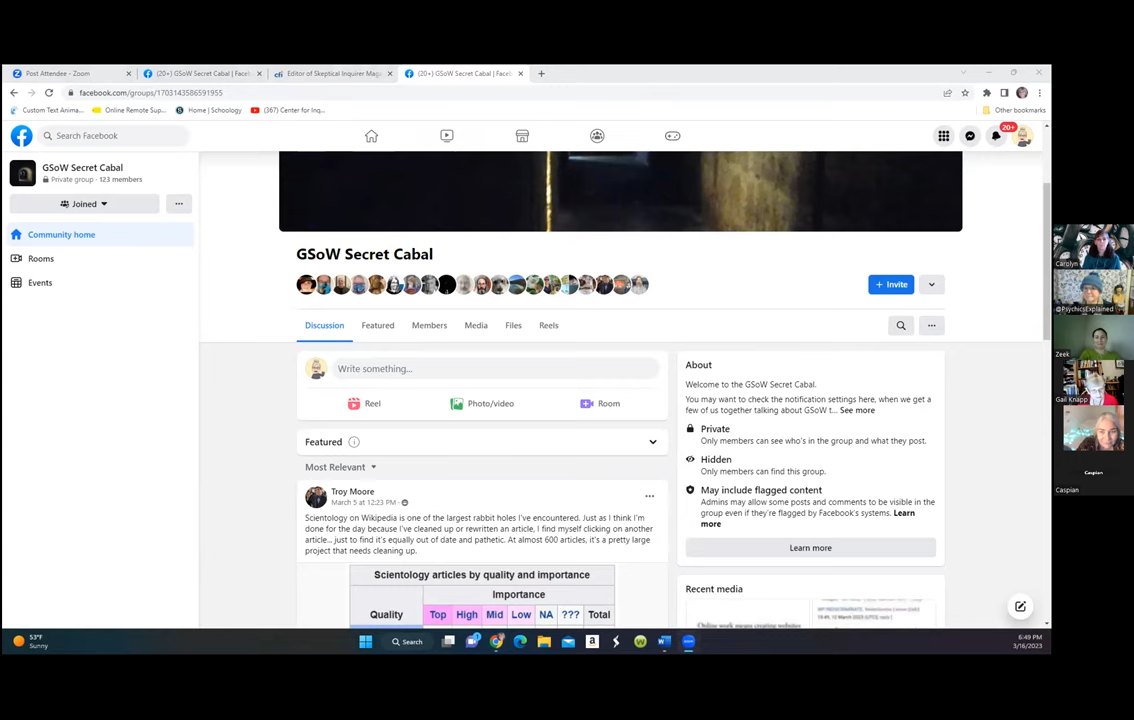 Post Attendee - Zoom
(20+) GSoW Secret Cabal | Faceb
cfi Editor of Skeptical Inquirer Mag
(20+) GSoW Secret Cabal | Faceb
facebook.com/groups/1703143586591955
Custom Text Anima...
Online Remote Sup...
Home | Schoology
(367) Center for Inq...
Other bookmarks
Search Facebook
20+
GSoW Secret Cabal
Private group · 123 members
Joined
Community home
Rooms
Events
GSoW Secret Cabal
+ Invite
Discussion
Featured
Members
Media
Files
Reels
Write something...
Reel
Photo/video
Room
Featured
Most Relevant
Troy Moore
March 5 at 12:23 PM
Scientology on Wikipedia is one of the largest rabbit holes I've encountered. Just as I think I'm
done for the day because I've cleaned up or rewritten an article, I find myself clicking on another
article... just to find it's equally out of date and pathetic. At almost 600 articles, it's a pretty large
project that needs cleaning up.
Scientology articles by quality and importance
Importance
Quality Top High Mid Low NA ??? Total
About
Welcome to the GSoW Secret Cabal.
You may want to check the notification settings here, when we get a
few of us together talking about GSoW t... See more
Private
Only members can see who's in the group and what they post.
Hidden
Only members can find this group.
May include flagged content
Admins may allow some posts and comments to be visible in the
group even if they're flagged by Facebook's systems. Learn
more
Learn more
Recent media
Online work means creating websites
Carolyn
@PsychicsExplained
Zeek
Gail Knapp
Caspian
Caspian
53°F
Sunny
Search
6:49 PM
3/16/2023